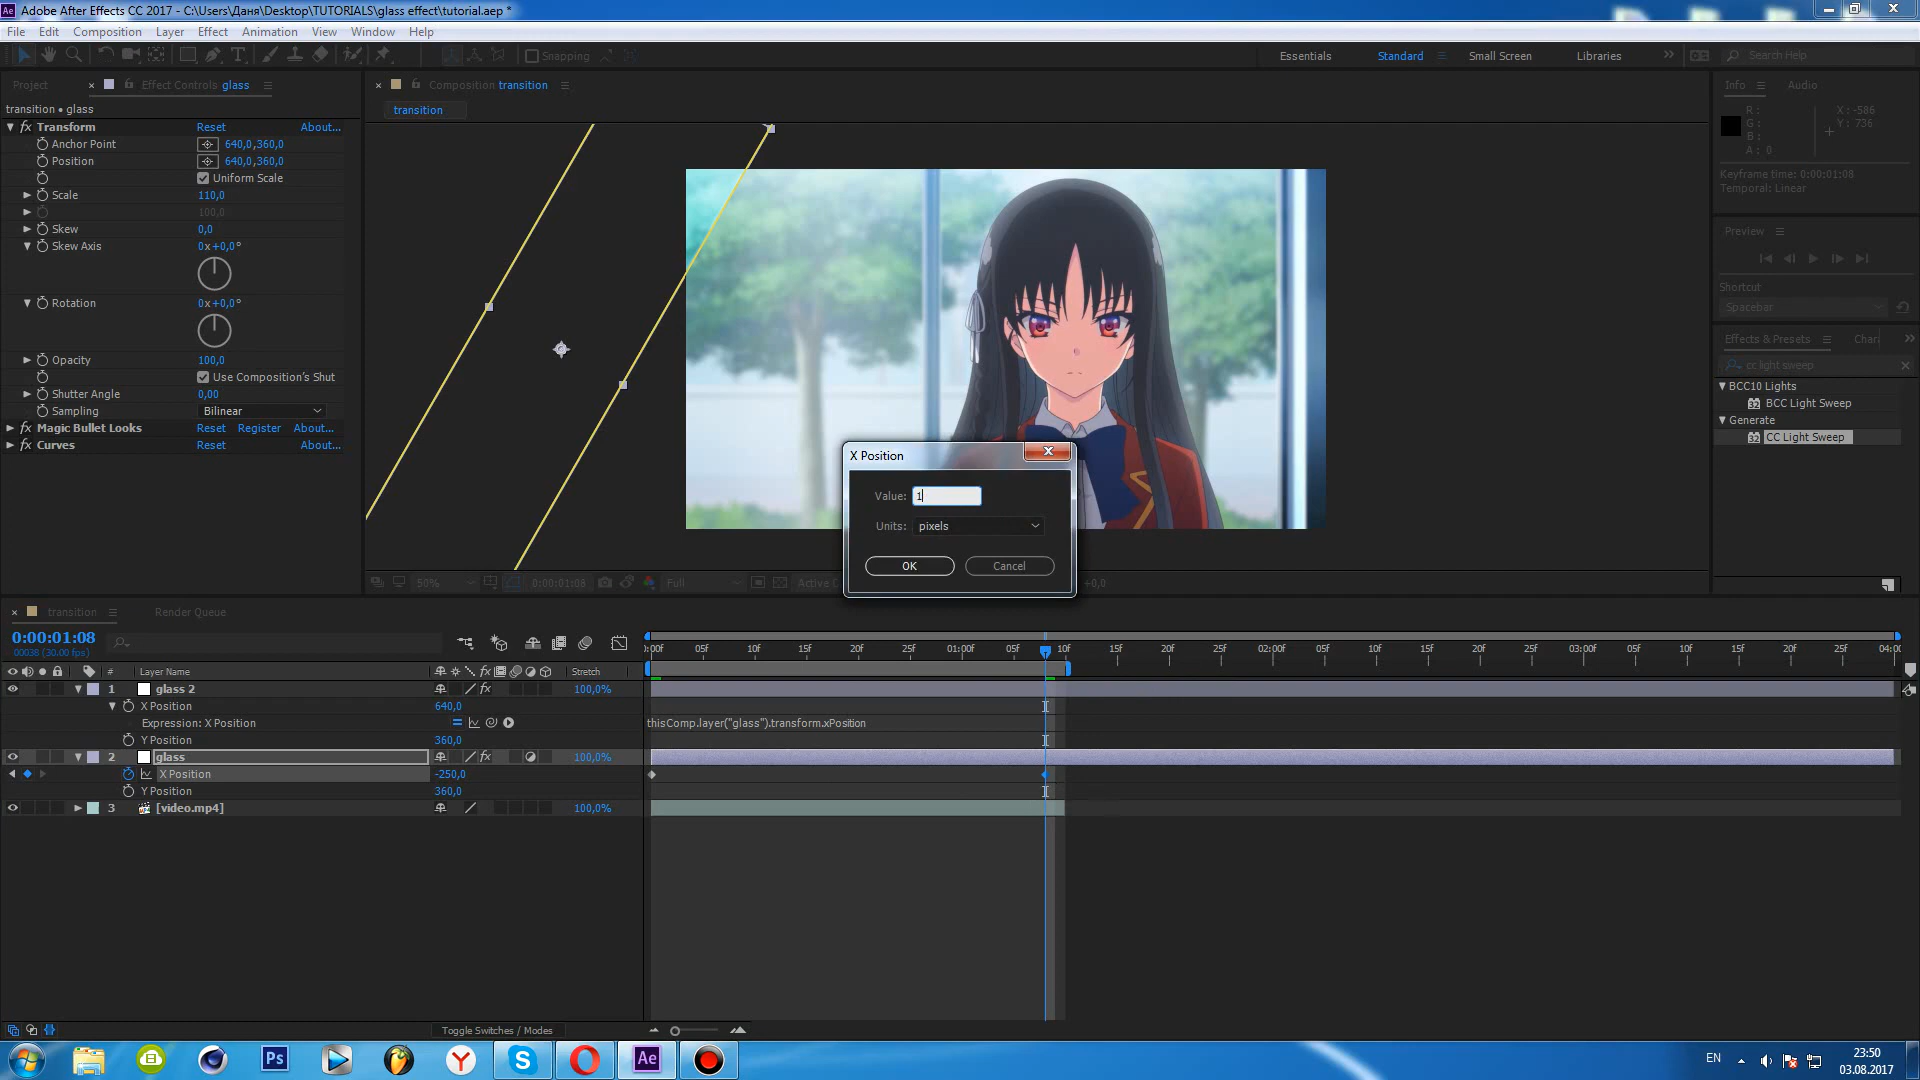 Adobe After Effects CC 2017 - C:\Users\Даня\Desktop\TUTORIALS\glass effect\tutorial.aep *
File Edit Composition Layer Effect Animation View Window Help
Snapping
Essentials Standard Small Screen Libraries
Search Help
Project
Effect Controls glass
transition • glass
Transform Reset About...
Anchor Point 640,0,360,0
Position 640,0,360,0
Uniform Scale
Scale 110,0
100,0
Skew 0,0
Skew Axis 0x+0,0°
Rotation 0x+0,0°
Opacity 100,0
Use Composition's Shut
Shutter Angle 0,00
Sampling Bilinear
Magic Bullet Looks Reset Register About...
Curves Reset About...
Composition transition
transition
X Position
Value: 1
Units: pixels
OK Cancel
50% 0:00:01:08 Full Active C +0,0
Info Audio
R: X: -586
G: Y: 736
B:
A: 0
Keyframe time: 0:00:01:08
Temporal: Linear
Preview
Shortcut
Spacebar
Effects & Presets Char
cc light sweep
BCC10 Lights
BCC Light Sweep
Generate
CC Light Sweep
transition Render Queue
0:00:01:08
00038 (30.00 fps)
:00f 05f 10f 15f 20f 25f 01:00f 05f 10f 15f 20f 25f 02:00f 05f 10f 15f 20f 25f 03:00f 05f 10f 15f 20f 25f 04:00
# Layer Name Stretch
1 glass 2 100,0%
X Position 640,0
Expression: X Position thisComp.layer("glass").transform.xPosition
Y Position 360,0
2 glass 100,0%
X Position -250,0
Y Position 360,0
3 [video.mp4] 100,0%
Toggle Switches / Modes
Ps
Y
S
Ae
EN
23:50
03.08.2017